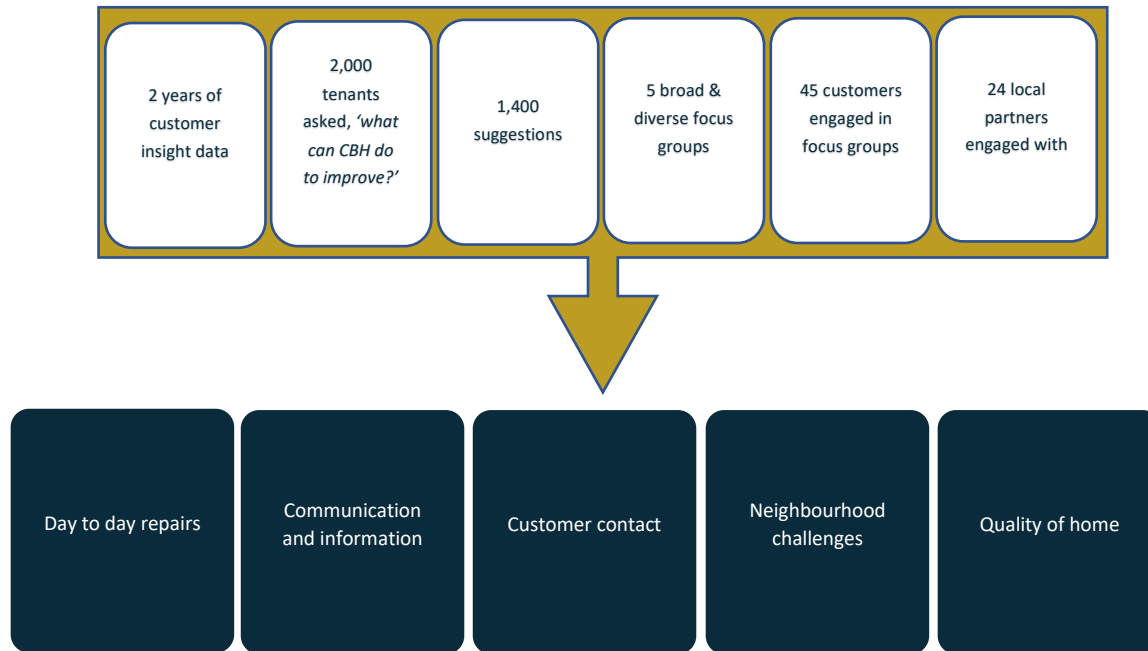 2 years of
customer
insight data
2,000
tenants
asked, ‘what
can CBH do
to improve?’
1,400
suggestions
5 broad &
diverse focus
groups
45 customers
engaged in
focus groups
24 local
partners
engaged with
Day to day repairs
Communication
and information
Customer contact
Neighbourhood
challenges
Quality of home